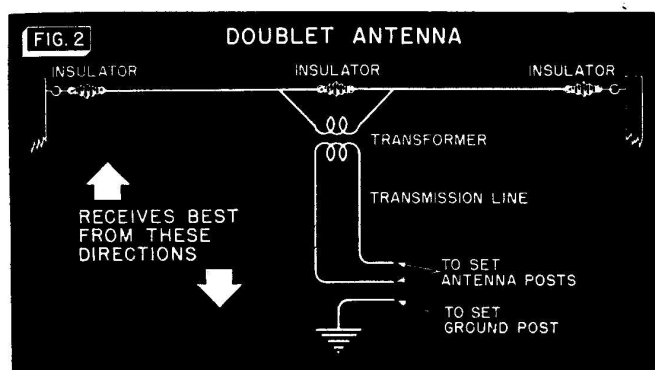 FIG. 2
DOUBLET ANTENNA
INSULATOR
INSULATOR
INSULATOR
TRANSFORMER
TRANSMISSION LINE
RECEIVES BEST
FROM THESE
DIRECTIONS
TO SET
ANTENNA POSTS
TO SET
GROUND POST